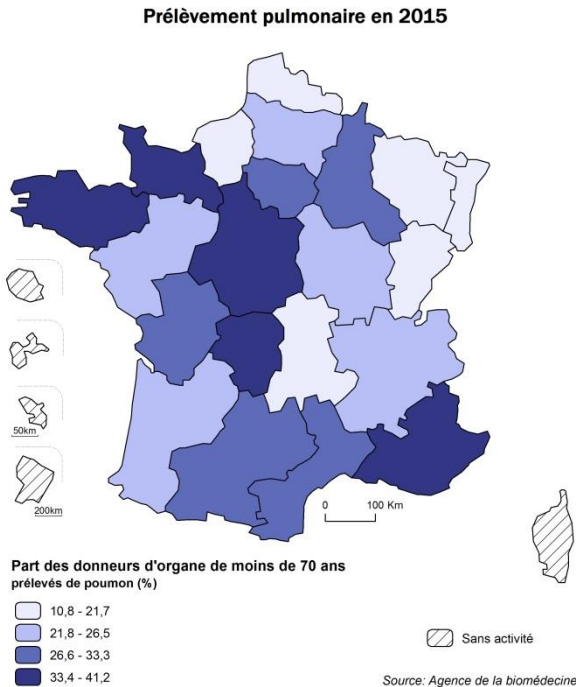 Prélèvement pulmonaire en 2015
50km
200km
0 100 Km
Part des donneurs d'organe de moins de 70 ans
prélevés de poumon (%)
10,8 - 21,7
21,8 - 26,5
26,6 - 33,3
33,4 - 41,2
Sans activité
Source: Agence de la biomédecine